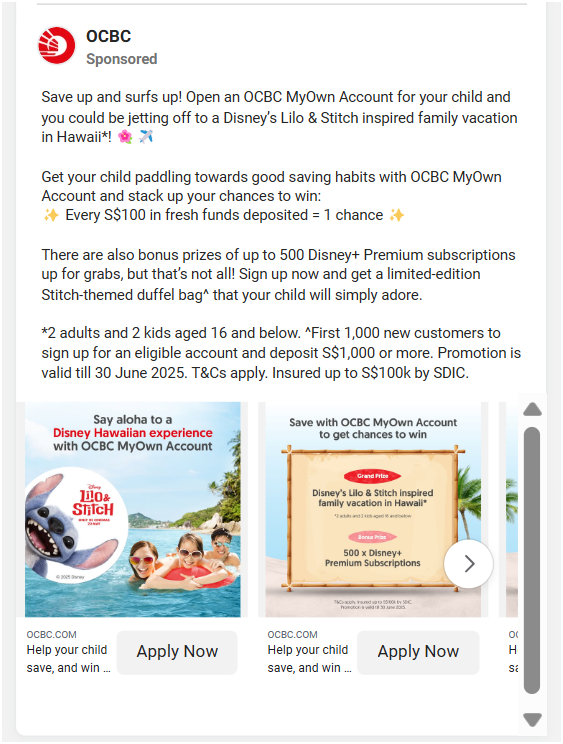 OCBC
Sponsored
Save up and surfs up! Open an OCBC MyOwn Account for your child and
you could be jetting off to a Disney's Lilo & Stitch inspired family vacation
in Hawaii*! 🌺 ✈️
Get your child paddling towards good saving habits with OCBC MyOwn
Account and stack up your chances to win:
✨ Every S$100 in fresh funds deposited = 1 chance ✨
There are also bonus prizes of up to 500 Disney+ Premium subscriptions
up for grabs, but that's not all! Sign up now and get a limited-edition
Stitch-themed duffel bag^ that your child will simply adore.
*2 adults and 2 kids aged 16 and below. ^First 1,000 new customers to
sign up for an eligible account and deposit S$1,000 or more. Promotion is
valid till 30 June 2025. T&Cs apply. Insured up to S$100k by SDIC.
Say aloha to a
Disney Hawaiian experience
with OCBC MyOwn Account
Disney
Lilo &
Stitch
© 2025 Disney
Save with OCBC MyOwn Account
to get chances to win
Grand Prize
Disney's Lilo & Stitch inspired
family vacation in Hawaii*
*2 adults and 2 kids aged 16 and below
Bonus Prize
500 x Disney+
Premium Subscriptions
T&Cs apply. Insured up to S$100k by SDIC.
Promotion is valid till 30 June 2025.
OCBC.COM
Help your child
save, and win ...
Apply Now
OCBC.COM
Help your child
save, and win ...
Apply Now